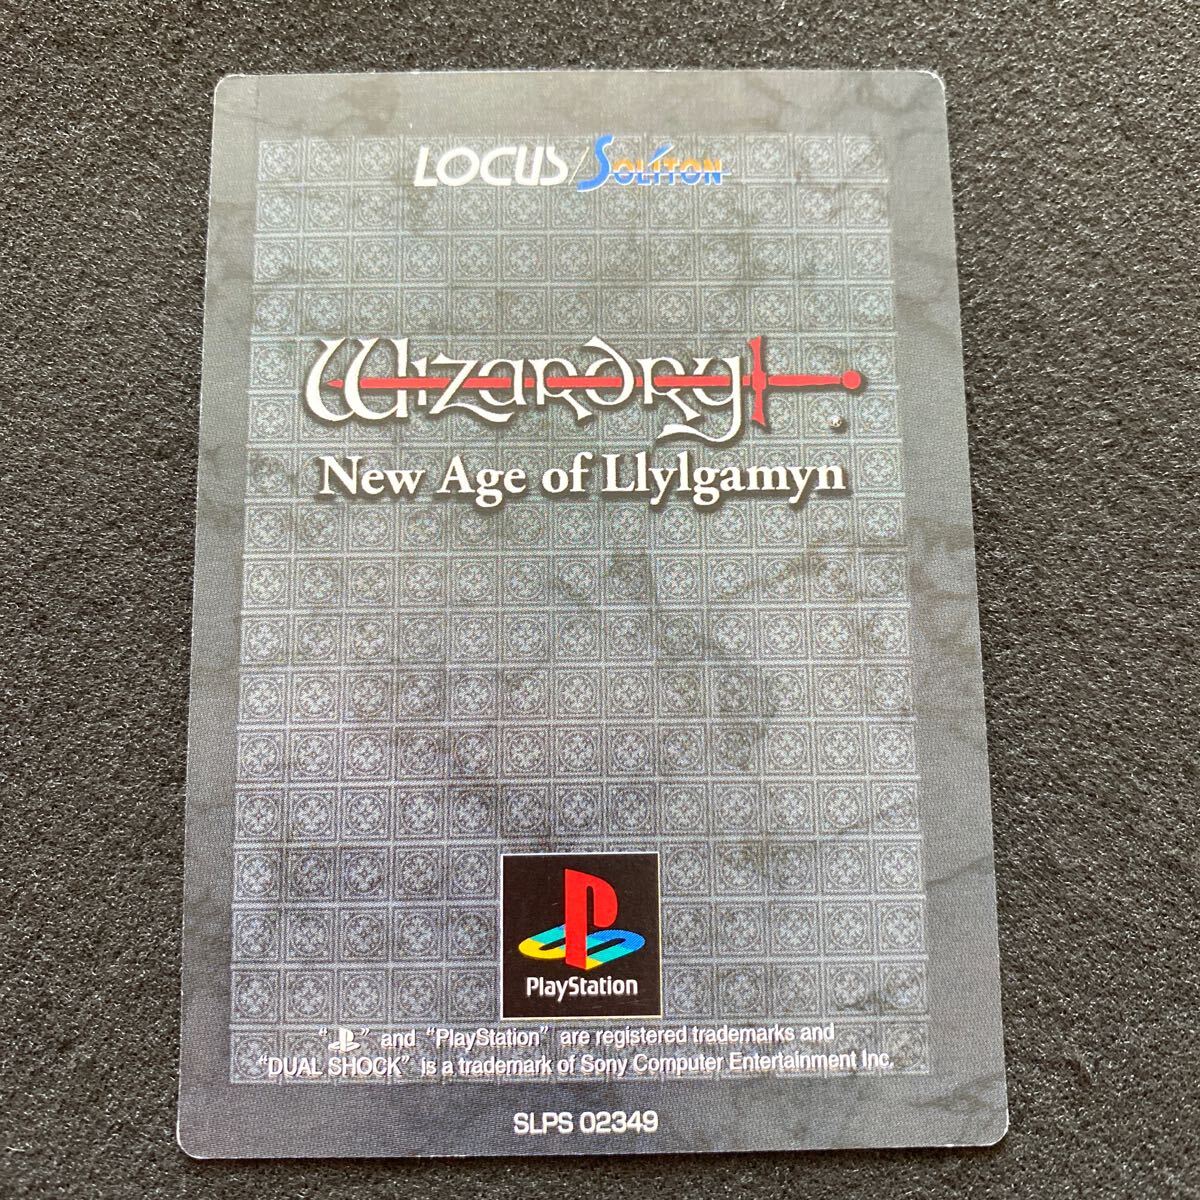 LOCUS/SOLITON
Wizardry®
New Age of Llylgamyn
PlayStation
“PS” and “PlayStation” are registered trademarks and
“DUAL SHOCK” is a trademark of Sony Computer Entertainment Inc.
SLPS 02349